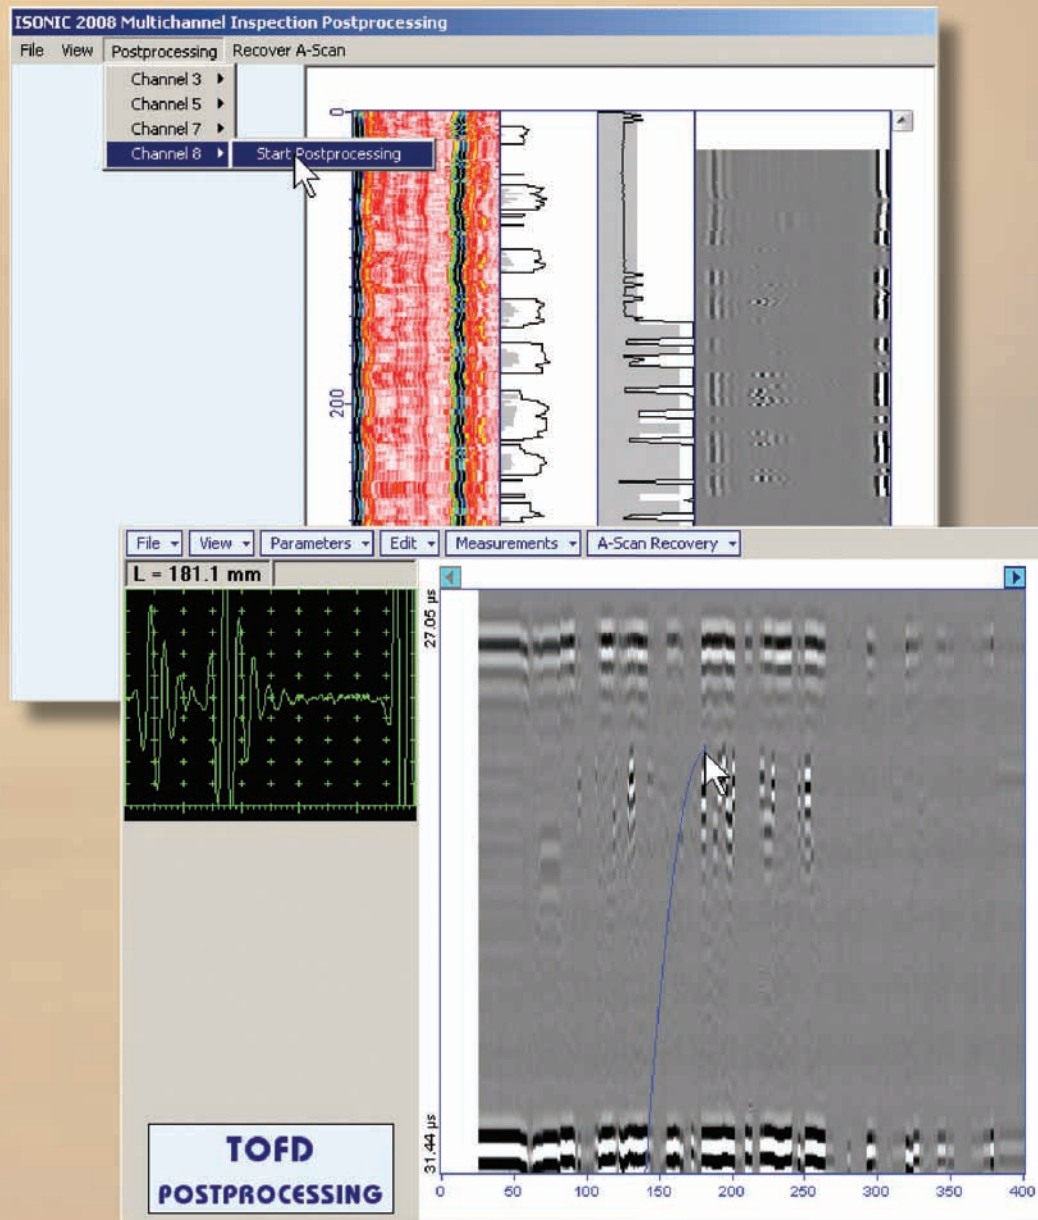 ISONIC 2008 Multichannel Inspection Postprocessing
File View Postprocessing Recover A-Scan
Channel 3
Channel 5
Channel 7
Channel 8 Start Postprocessing
0
200
File View Parameters Edit Measurements A-Scan Recovery
L = 181.1 mm
27.05 µs
31.44 µs
TOFD
POSTPROCESSING
0 50 100 150 200 250 300 350 400